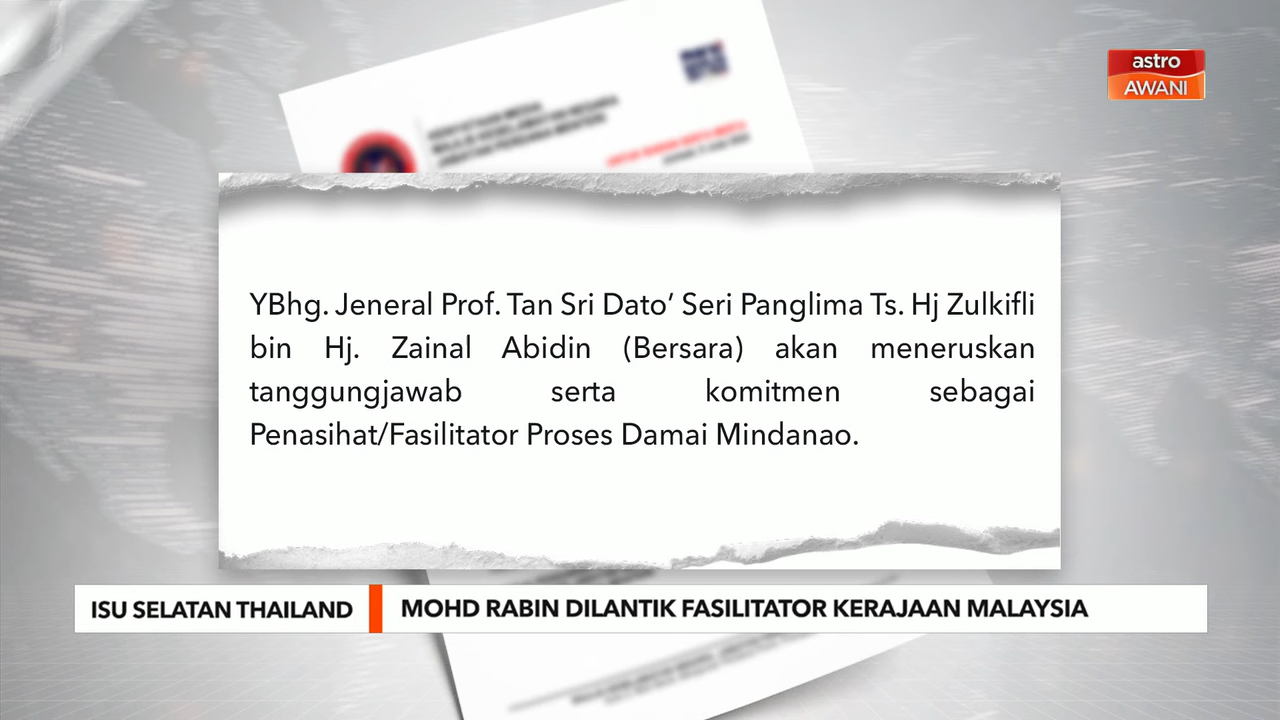 astro
AWANI
YBhg. Jeneral Prof. Tan Sri Dato’ Seri Panglima Ts. Hj Zulkifli
bin Hj. Zainal Abidin (Bersara) akan meneruskan
tanggungjawab serta komitmen sebagai
Penasihat/Fasilitator Proses Damai Mindanao.
ISU SELATAN THAILAND
MOHD RABIN DILANTIK FASILITATOR KERAJAAN MALAYSIA